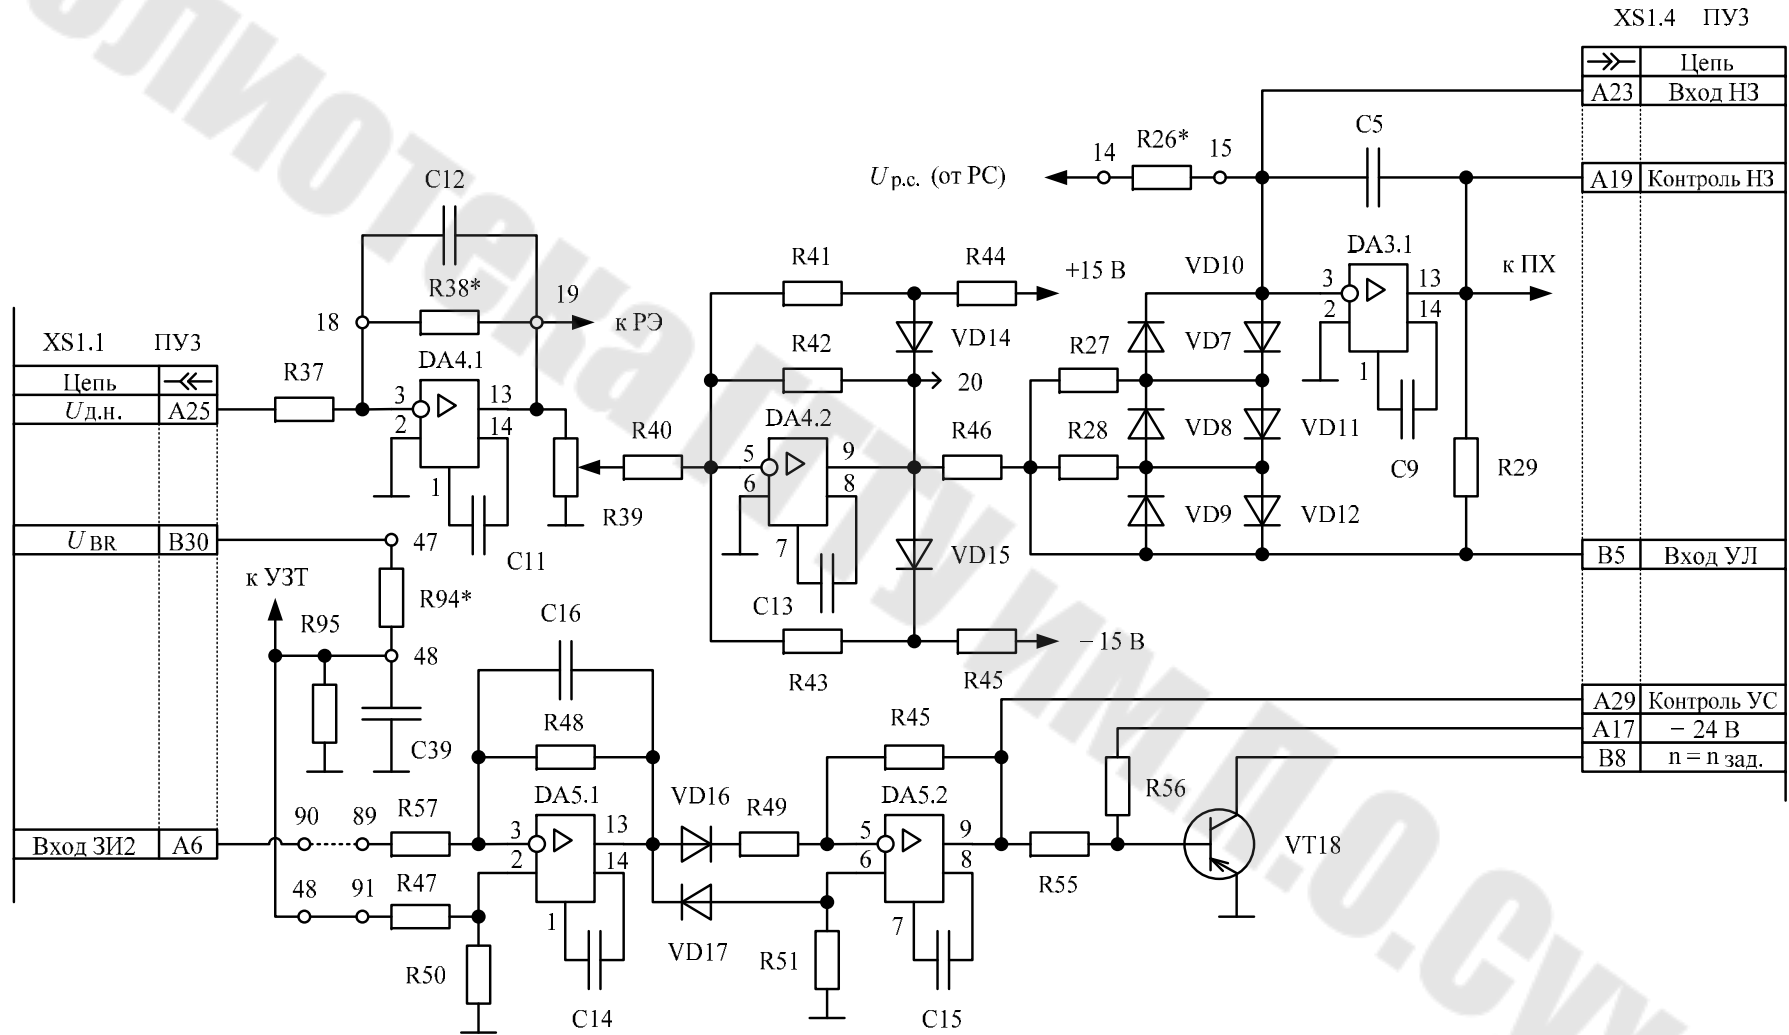 XS1.4 ПУЗ
Цепь
A23 Вход НЗ
C5
R26*
14
15
U р.с. (от РС)
A19 Контроль НЗ
C12
R41
R44
+15 В
VD10
DA3.1
3
13
к ПХ
2
14
1
C9
R38*
18
19
к РЭ
XS1.1 ПУЗ
Цепь
Uд.н. A25
R37
DA4.1
3
13
2
14
1
C11
R39
R40
R42
VD14
20
DA4.2
5
9
6
8
7
C13
R46
R27
R28
VD7
VD8
VD11
VD9
VD12
R29
VD15
U BR B30
47
к УЗТ
R94*
R95
48
C39
B5 Вход УЛ
R43
R45
− 15 В
C16
R48
R45
A29 Контроль УС
A17 − 24 В
B8 n = n зад.
R56
DA5.1
VD16
R49
DA5.2
Вход ЗИ2 A6
90
89
R57
3
13
2
14
1
5
9
6
8
7
R55
VT18
48
91
R47
VD17
R50
R51
C14
C15
БИБЛИОТЕКА ГГТУ им. П.О.Сухого